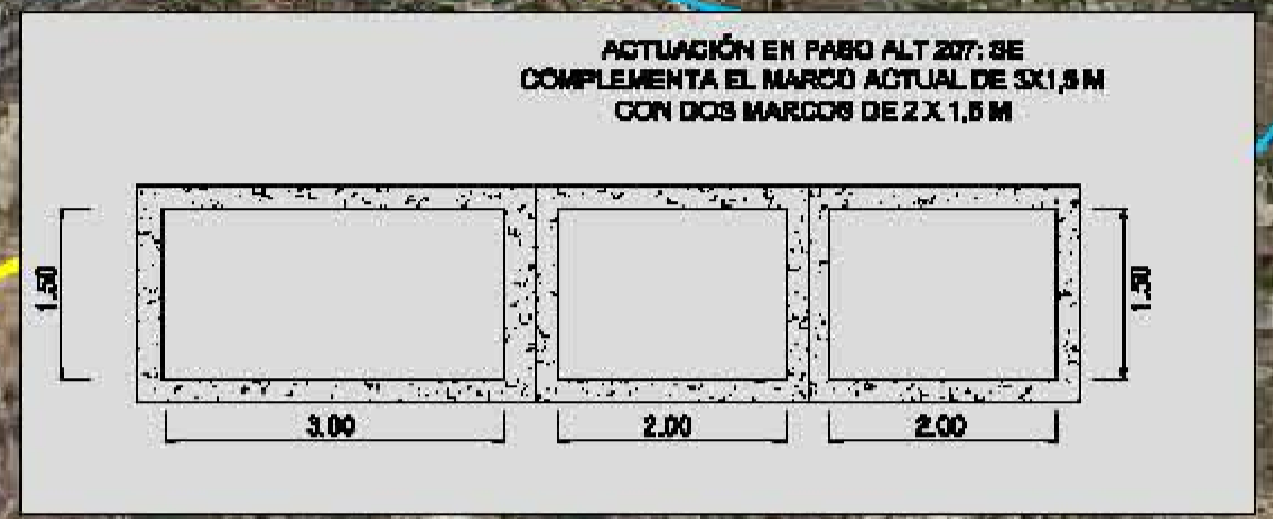 ACTUACIÓN EN PASO ALT 207: SE
COMPLEMENTA EL MARCO ACTUAL DE 3X1,5 M
CON DOS MARCOS DE 2 X 1,5 M
1.50
1.50
3.00
2.00
2.00